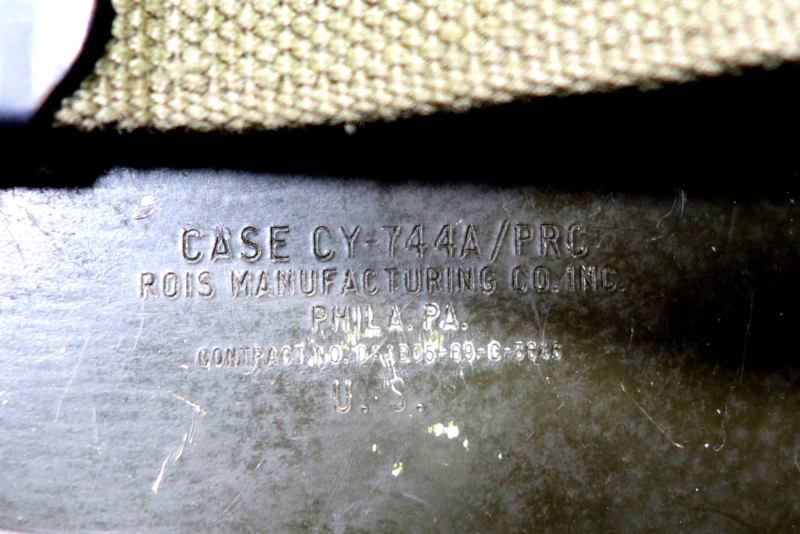 CASE CY-744A/PRC
ROIS MANUFACTURING CO. INC.
PHILA. PA.
CONTRACT NO.
U. S.